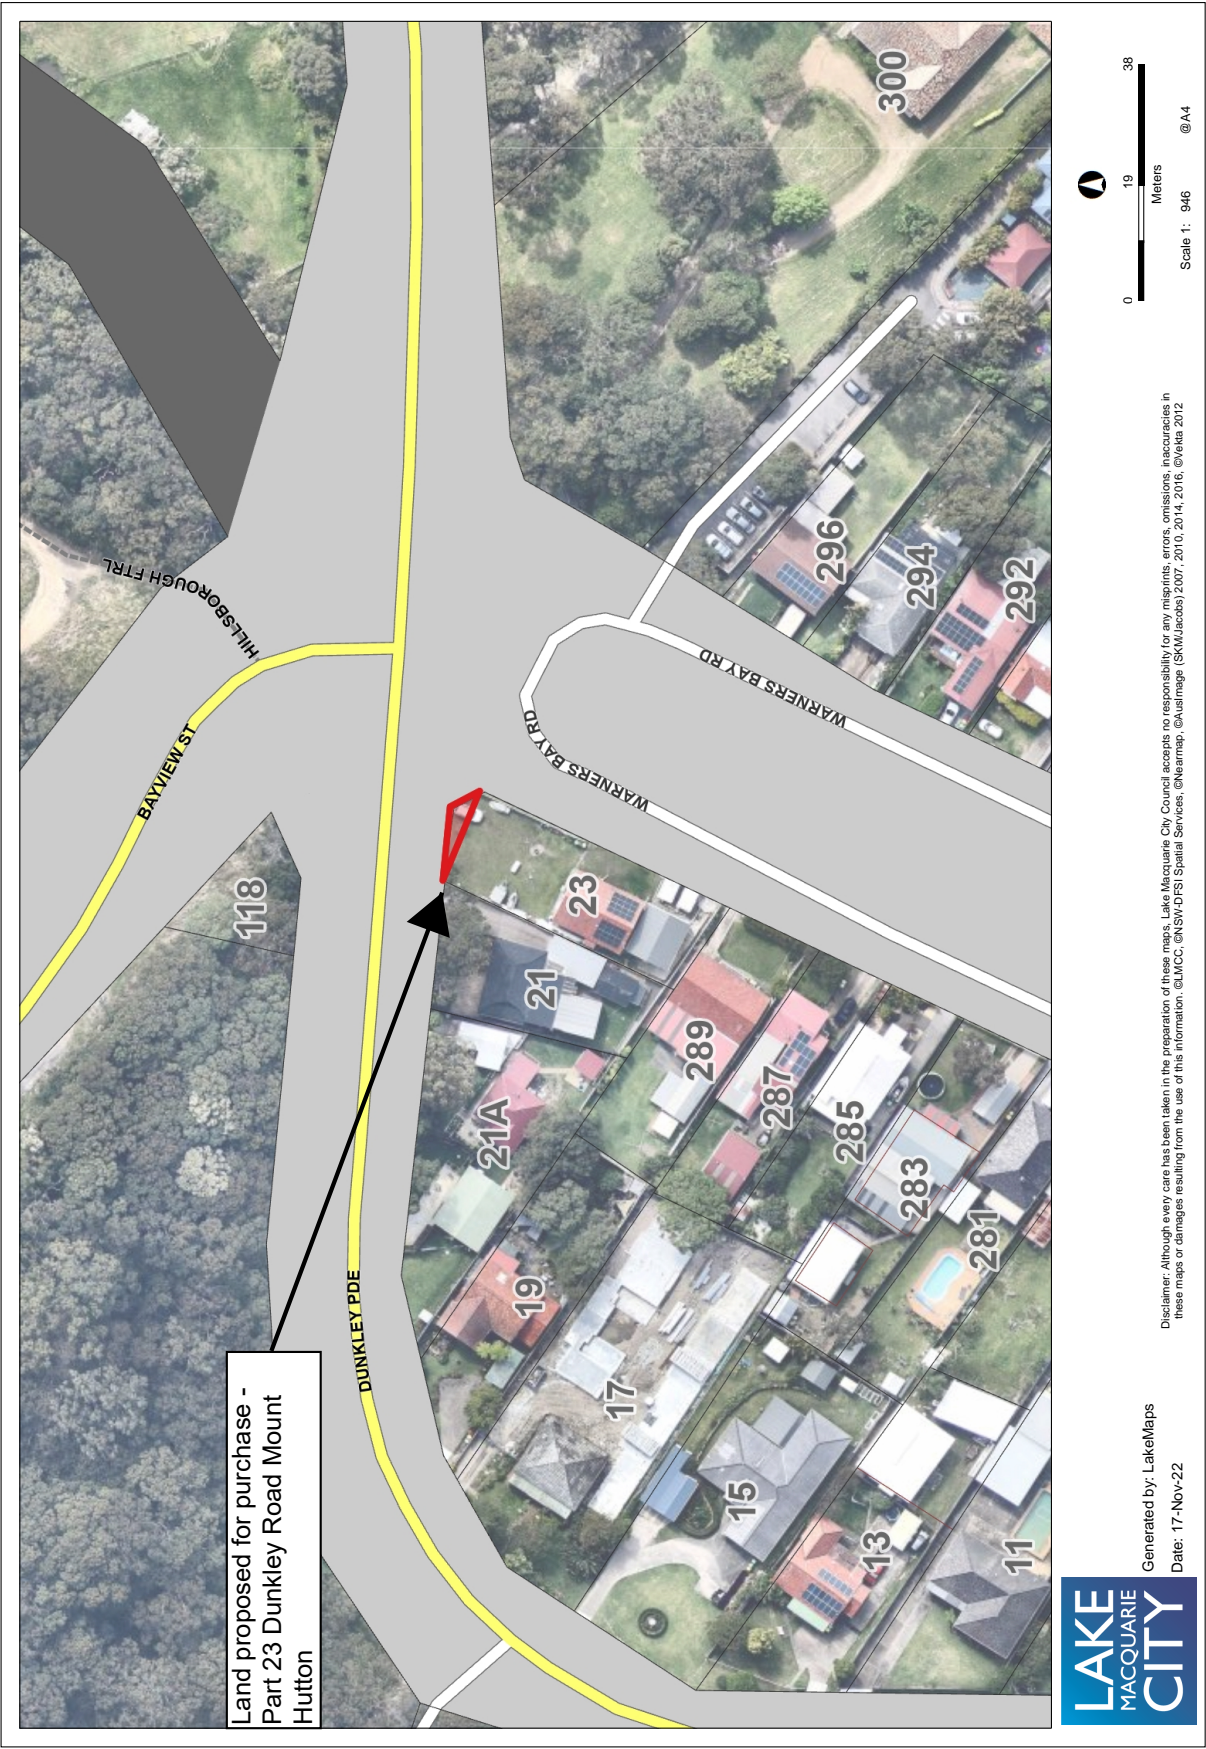 Land proposed for purchase -
Part 23 Dunkley Road Mount
Hutton
BAYVIEW ST
HILLSBOROUGH FTRL
DUNKLEY PDE
WARNERS BAY RD
WARNERS BAY RD
118
300
296
294
292
23
21
21A
19
17
15
13
11
289
287
285
283
281
LAKE
MACQUARIE
CITY
Generated by: LakeMaps
Date: 17-Nov-22
Disclaimer: Although every care has been taken in the preparation of these maps, Lake Macquarie City Council accepts no responsibility for any misprints, errors, omissions, inaccuracies in
these maps or damages resulting from the use of this information. ©LMCC, ©NSW-DFSI Spatial Services, ©Nearmap, ©AusImage (SKM/Jacobs) 2007, 2010, 2014, 2016, ©Vekta 2012
0 19 38
Meters
Scale 1: 946 @A4